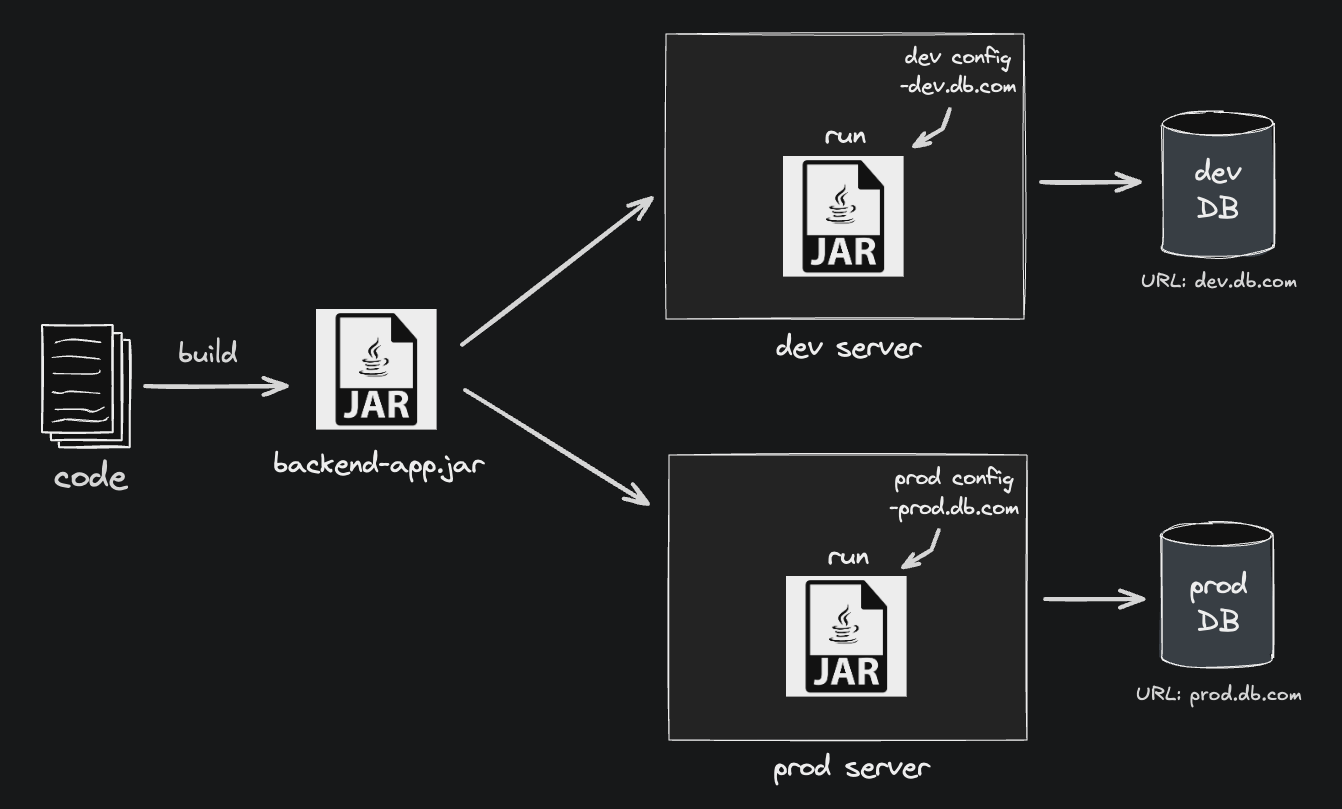 code
build
JAR
backend-app.jar
dev config
-dev.db.com
run
JAR
dev server
dev
DB
URL: dev.db.com
prod config
-prod.db.com
run
JAR
prod server
prod
DB
URL: prod.db.com